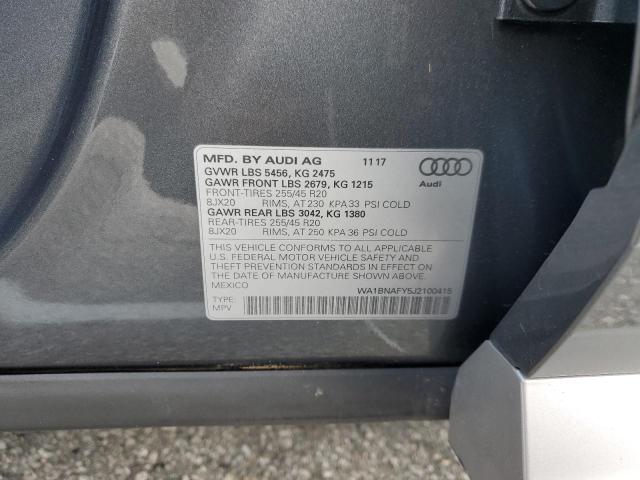 MFD. BY AUDI AG 11 17
GVWR LBS 5456, KG 2475
GAWR FRONT LBS 2679, KG 1215
FRONT-TIRES 255/45 R20
8JX20 RIMS, AT 230 KPA 33 PSI COLD
GAWR REAR LBS 3042, KG 1380
REAR-TIRES 255/45 R20
8JX20 RIMS, AT 250 KPA 36 PSI COLD
Audi
THIS VEHICLE CONFORMS TO ALL APPLICABLE
U.S. FEDERAL MOTOR VEHICLE SAFETY AND
THEFT PREVENTION STANDARDS IN EFFECT ON
THE DATE OF MANUFACTURE SHOWN ABOVE.
MEXICO
WA1BNAFY5J2100415
TYPE:
MPV